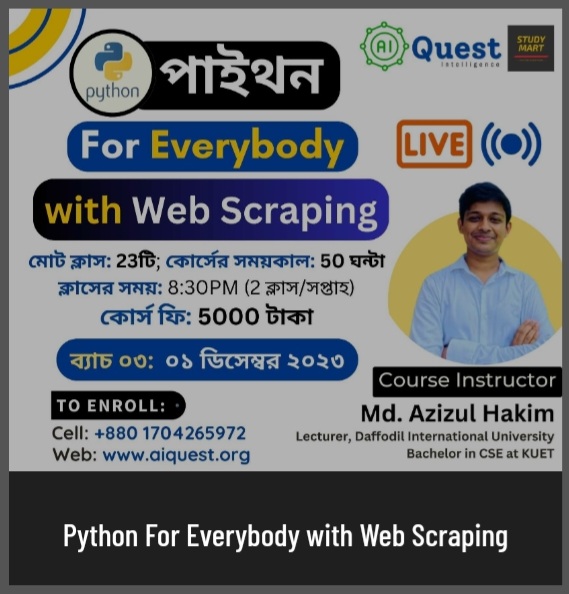 python
পাইথন
AI Quest
Intelligence
STUDY
MART
For Everybody
LIVE
with Web Scraping
মোট ক্লাস: 23টি; কোর্সের সময়কাল: 50 ঘন্টা
ক্লাসের সময়: 8:30PM (2 ক্লাস/সপ্তাহ)
কোর্স ফি: 5000 টাকা
ব্যাচ ০৩: ০১ ডিসেম্বর ২০২৩
Course Instructor
TO ENROLL:
Md. Azizul Hakim
Cell: +880 1704265972
Lecturer, Daffodil International University
Web: www.aiquest.org
Bachelor in CSE at KUET
Python For Everybody with Web Scraping